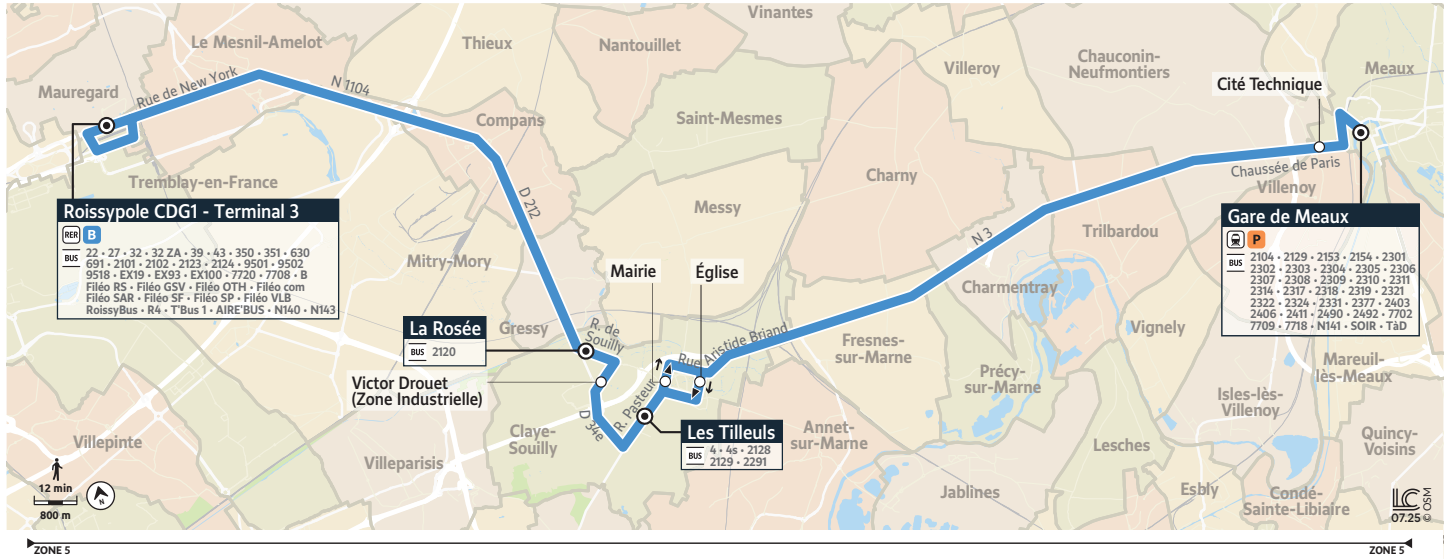 Vinantes
Le Mesnil-Amelot
Thieux
Nantouillet
Chauconin-
Neufmontiers
Villeroy
Meaux
Mauregard
Rue de New York
N 1104
Cité Technique
Compans
Saint-Mesmes
Chaussée de Paris
Villenoy
Tremblay-en-France
Charny
D 212
Messy
N 3
Trilbardou
Roissypole CDG1 - Terminal 3
RER B
BUS
22 • 27 • 32 • 32 ZA • 39 • 43 • 350 • 351 • 630
691 • 2101 • 2102 • 2123 • 2124 • 9501 • 9502
9518 • EX19 • EX93 • EX100 • 7720 • 7708 • B
Filéo RS • Filéo GSV • Filéo OTH • Filéo com
Filéo SAR • Filéo SF • Filéo SP • Filéo VLB
RoissyBus • R4 • T'Bus 1 • AIRE'BUS • N140 • N143
Gare de Meaux
P
BUS
2104 • 2129 • 2153 • 2154 • 2301
2302 • 2303 • 2304 • 2305 • 2306
2307 • 2308 • 2309 • 2310 • 2311
2314 • 2317 • 2318 • 2319 • 2321
2322 • 2324 • 2331 • 2377 • 2403
2406 • 2411 • 2490 • 2492 • 7702
7709 • 7718 • N141 • SOIR • TàD
Mitry-Mory
Mairie
Église
Charmentray
La Rosée
BUS 2120
Gressy
R. de
Souilly
Rue Aristide Briand
Fresnes-
sur-Marne
Vignely
Précy-
sur-Marne
Mareuil-
lès-Meaux
Victor Drouet
(Zone Industrielle)
D 34e
R. Pasteur
Isles-lès-
Villenoy
Les Tilleuls
BUS
4 • 4s • 2128
2129 • 2291
Claye-
Souilly
Annet-
sur-Marne
Villepinte
Villeparisis
Lesches
Quincy-
Voisins
Jablines
Esbly
Condé-
Sainte-Libiaire
12 min
800 m
N
LC
07.25 © OSM
ZONE 5
ZONE 5